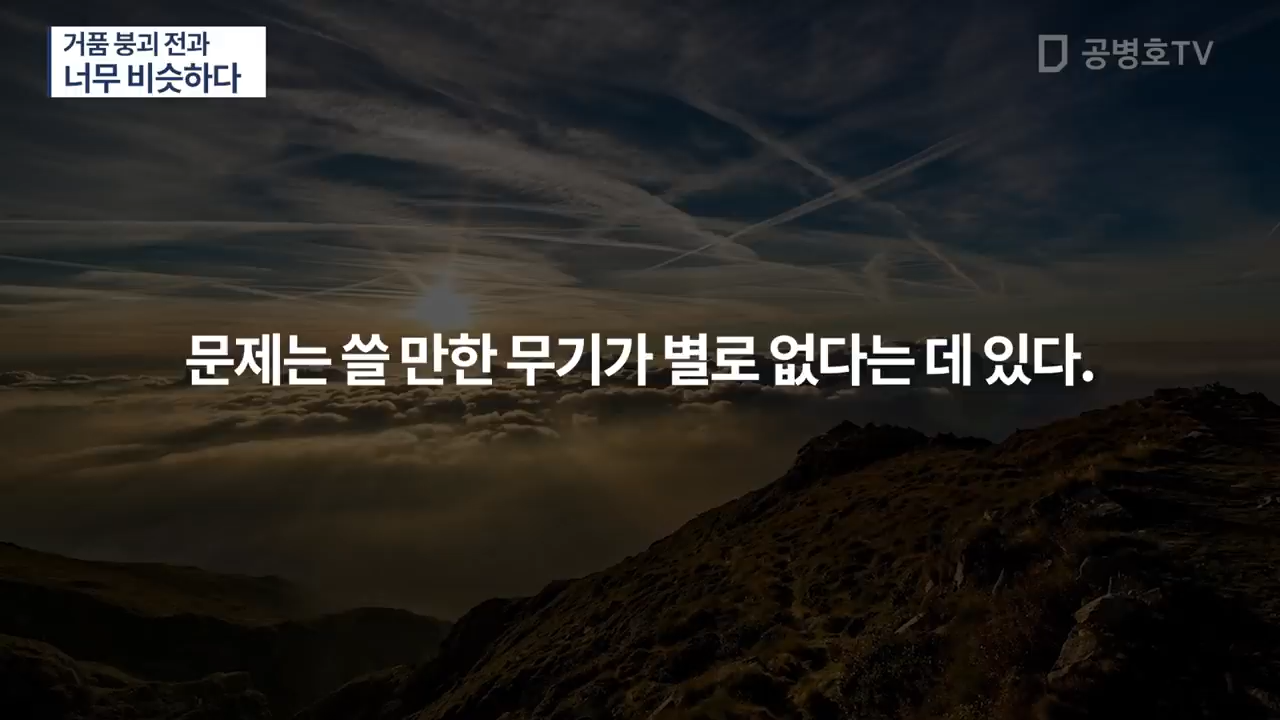 거품 붕괴 전과
너무 비슷하다
공병호TV
문제는 쓸 만한 무기가 별로 없다는 데 있다.